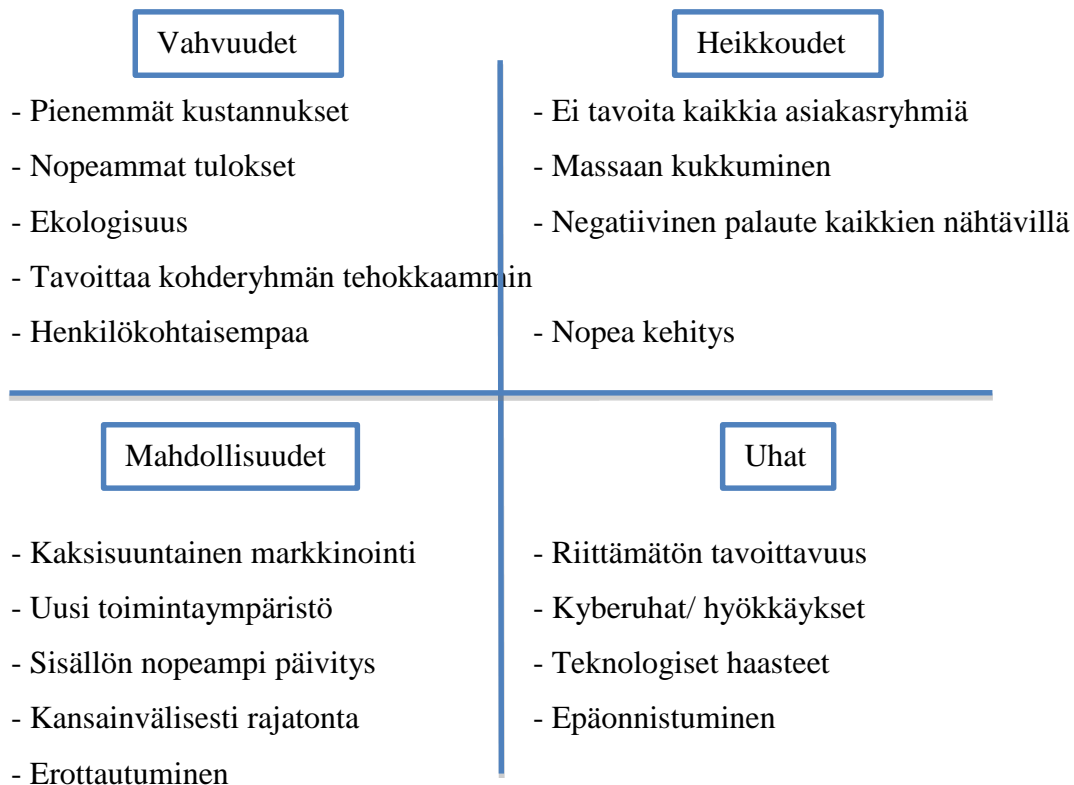 Vahvuudet
- Pienemmät kustannukset
- Nopeammat tulokset
- Ekologisuus
- Tavoittaa kohderyhmän tehokkaammin
- Henkilökohtaisempaa
Heikkoudet
- Ei tavoita kaikkia asiakasryhmiä
- Massaan kukkuminen
- Negatiivinen palaute kaikkien nähtävillä
- Nopea kehitys
Mahdollisuudet
- Kaksisuuntainen markkinointi
- Uusi toimintaympäristö
- Sisällön nopeampi päivitys
- Kansainvälisesti rajatonta
- Erottautuminen
Uhat
- Riittämätön tavoittavuus
- Kyberuhat/ hyökkäykset
- Teknologiset haasteet
- Epäonnistuminen